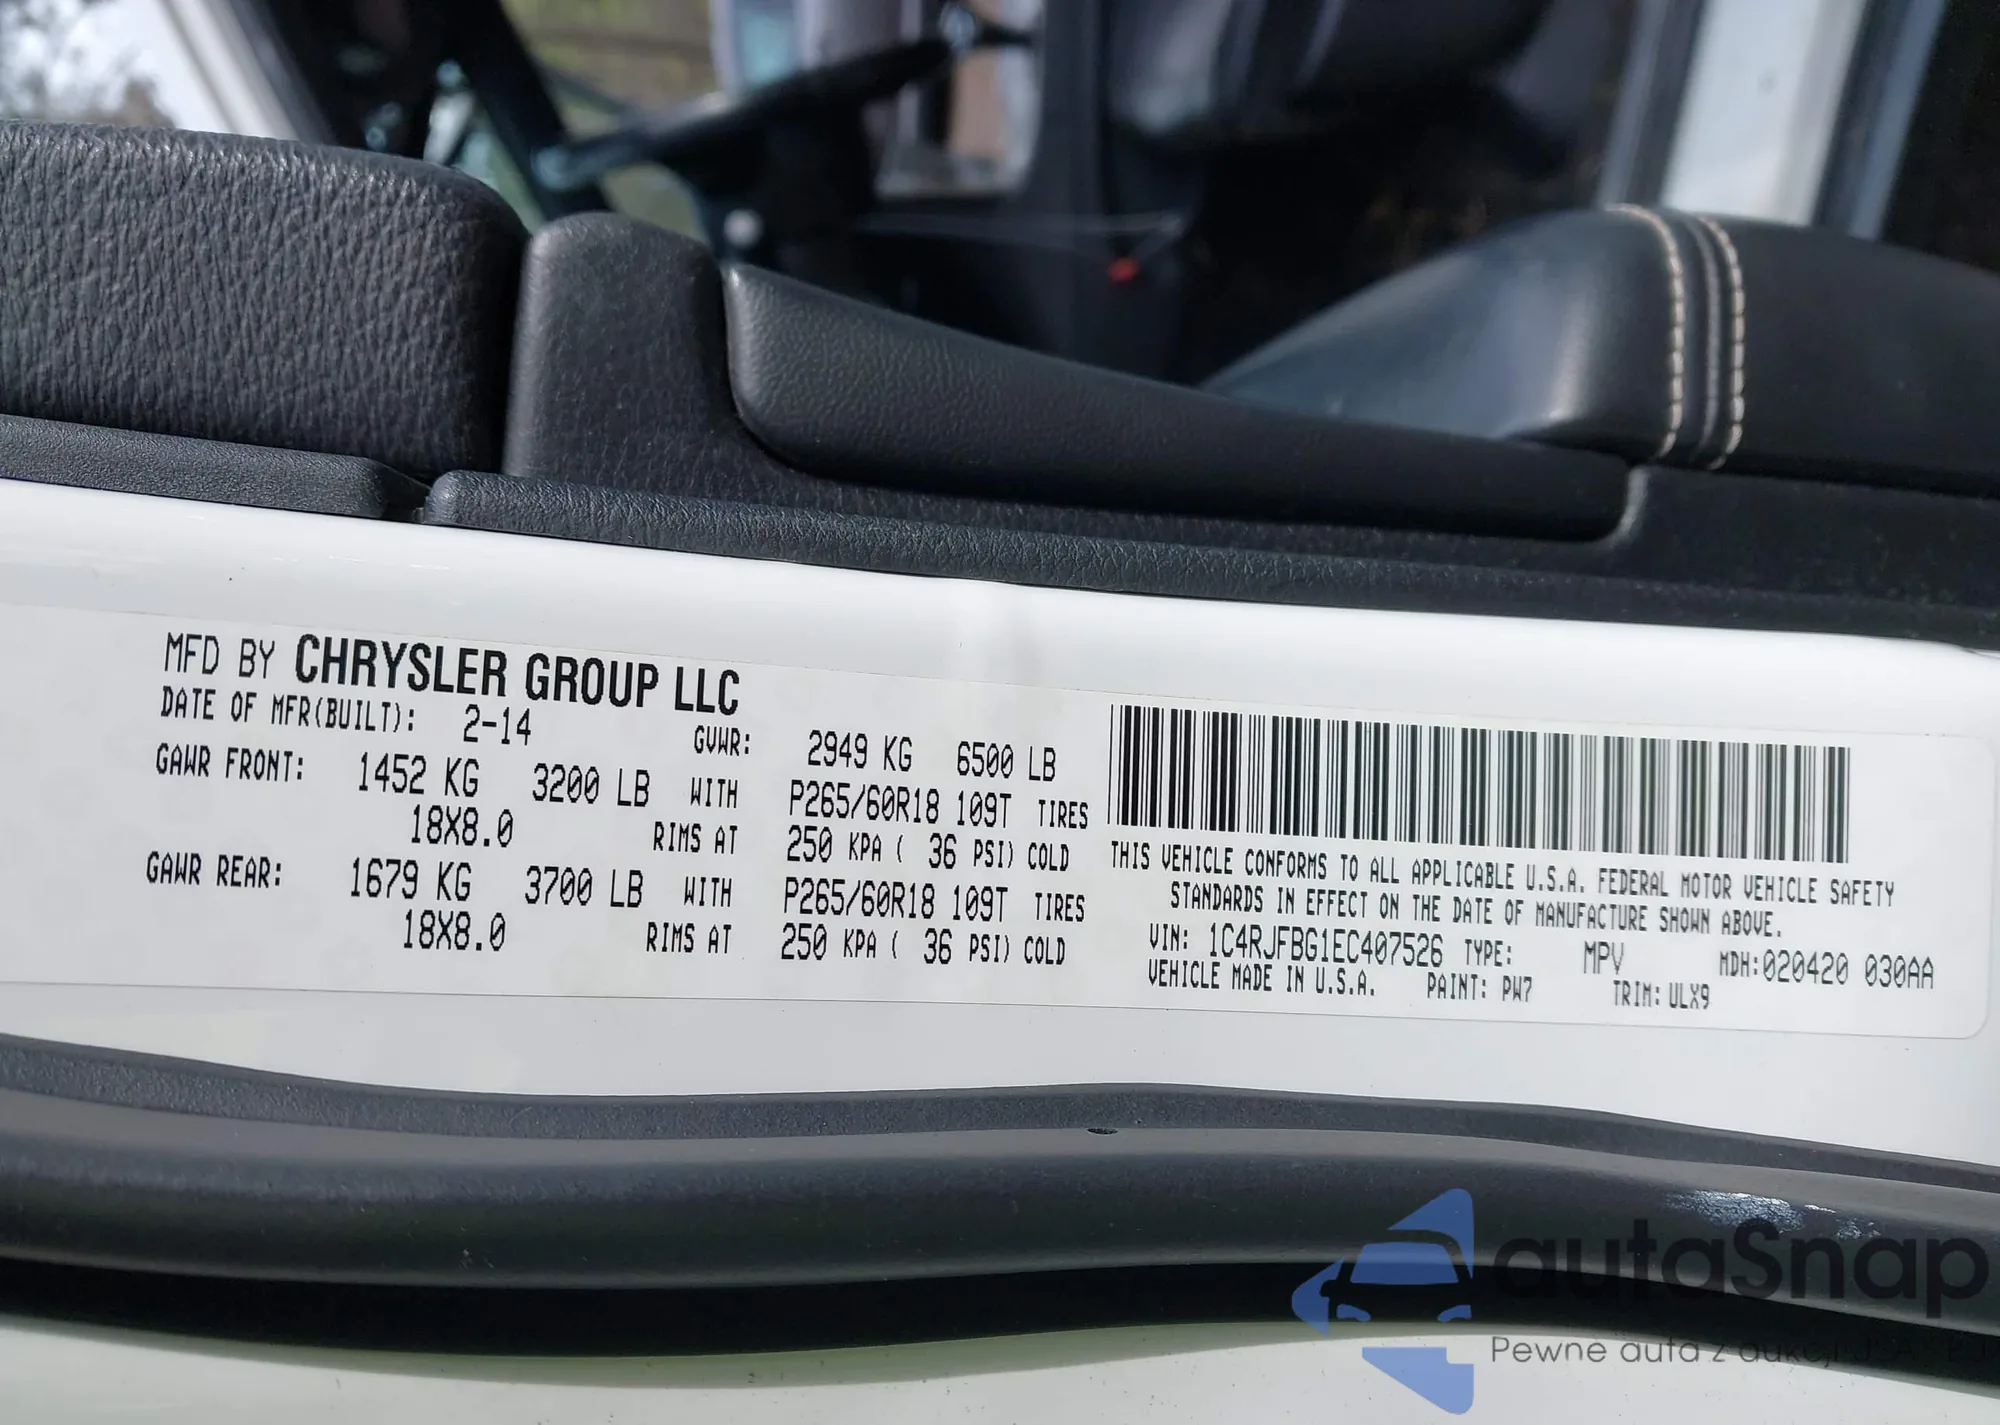 MFD BY CHRYSLER GROUP LLC
DATE OF MFR(BUILT): 2-14 GVWR: 2949 KG 6500 LB
GAWR FRONT: 1452 KG 3200 LB WITH P265/60R18 109T TIRES
18X8.0 RIMS AT 250 KPA ( 36 PSI) COLD
GAWR REAR: 1679 KG 3700 LB WITH P265/60R18 109T TIRES
18X8.0 RIMS AT 250 KPA ( 36 PSI) COLD
THIS VEHICLE CONFORMS TO ALL APPLICABLE U.S.A. FEDERAL MOTOR VEHICLE SAFETY
STANDARDS IN EFFECT ON THE DATE OF MANUFACTURE SHOWN ABOVE.
VIN: 1C4RJFBG1EC407526 TYPE: MPV MDH:020420 030AA
VEHICLE MADE IN U.S.A. PAINT: PW7 TRIM: ULX9
autaSnap
Pewne auta z aukcji